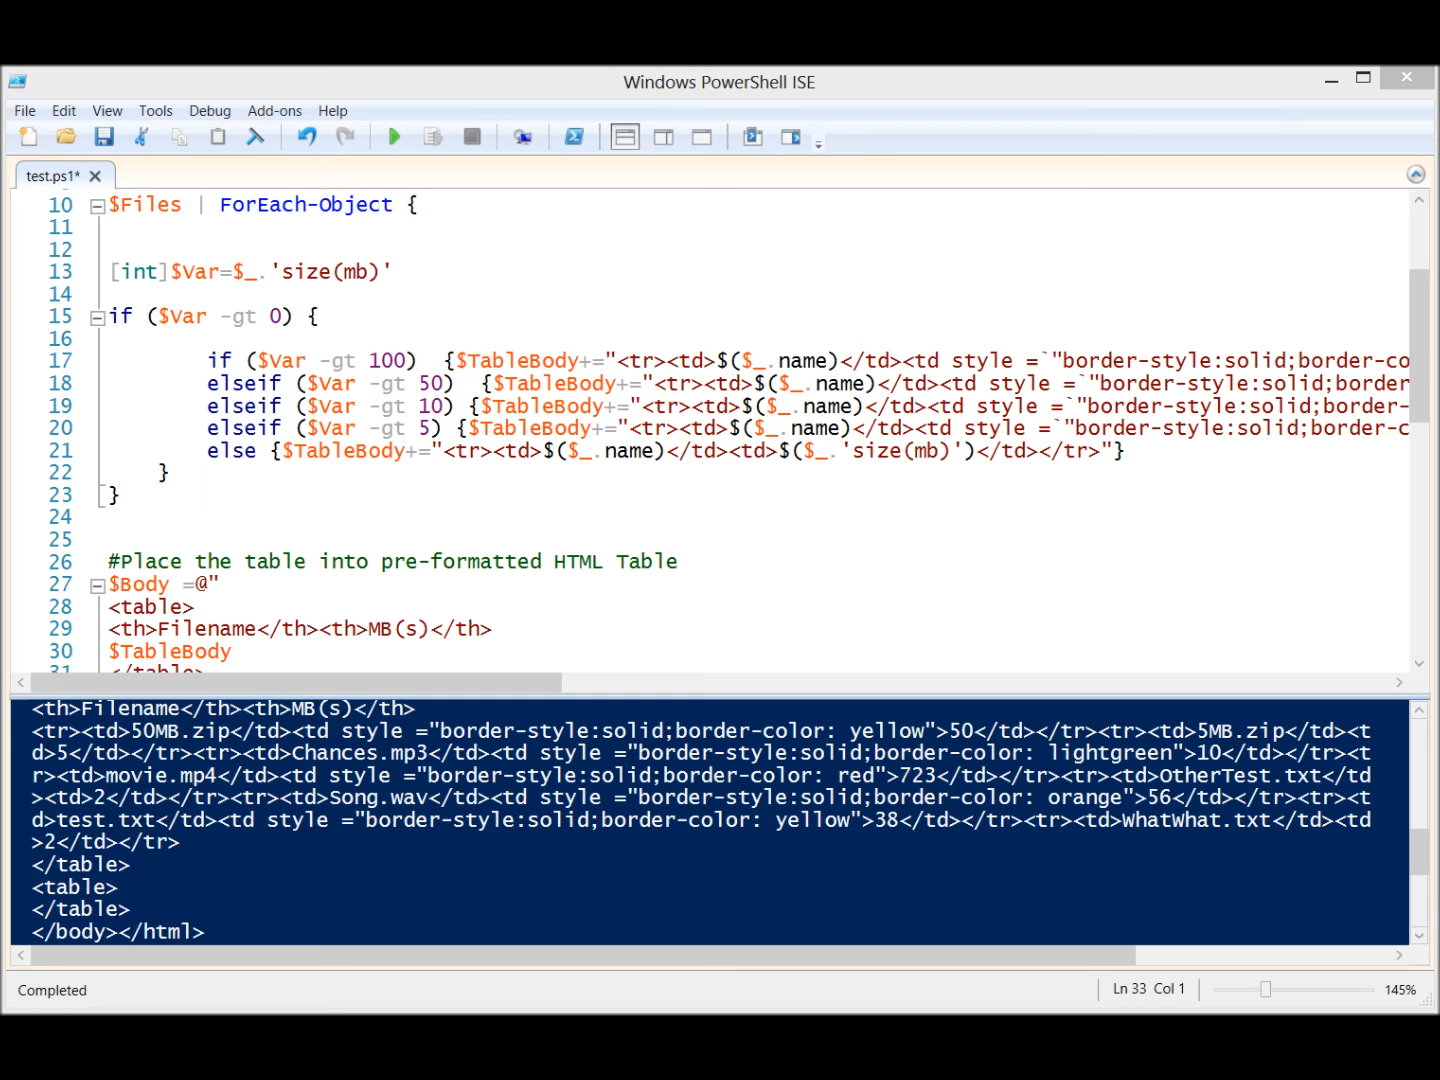 Windows PowerShell ISE
File Edit View Tools Debug Add-ons Help
test.ps1*
10 $Files | ForEach-Object {
11
12
13 [int]$Var=$_.'size(mb)'
14
15 if ($Var -gt 0) {
16
17 if ($Var -gt 100) {$TableBody+="<tr><td>$($_.name)</td><td style =`"border-style:solid;border-co
18 elseif ($Var -gt 50) {$TableBody+="<tr><td>$($_.name)</td><td style =`"border-style:solid;border
19 elseif ($Var -gt 10) {$TableBody+="<tr><td>$($_.name)</td><td style =`"border-style:solid;border-
20 elseif ($Var -gt 5) {$TableBody+="<tr><td>$($_.name)</td><td style =`"border-style:solid;border-c
21 else {$TableBody+="<tr><td>$($_.name)</td><td>$($_.'size(mb)')</td></tr>"}
22 }
23 }
24
25
26 #Place the table into pre-formatted HTML Table
27 $Body =@"
28 <table>
29 <th>Filename</th><th>MB(s)</th>
30 $TableBody
31 </table>
<th>Filename</th><th>MB(s)</th>
<tr><td>50MB.zip</td><td style ="border-style:solid;border-color: yellow">50</td></tr><tr><td>5MB.zip</td><t
d>5</td></tr><tr><td>Chances.mp3</td><td style ="border-style:solid;border-color: lightgreen">10</td></tr><t
r><td>movie.mp4</td><td style ="border-style:solid;border-color: red">723</td></tr><tr><td>OtherTest.txt</td
><td>2</td></tr><tr><td>Song.wav</td><td style ="border-style:solid;border-color: orange">56</td></tr><tr><t
d>test.txt</td><td style ="border-style:solid;border-color: yellow">38</td></tr><tr><td>WhatWhat.txt</td><td
>2</td></tr>
</table>
<table>
</table>
</body></html>
Completed
Ln 33 Col 1
145%